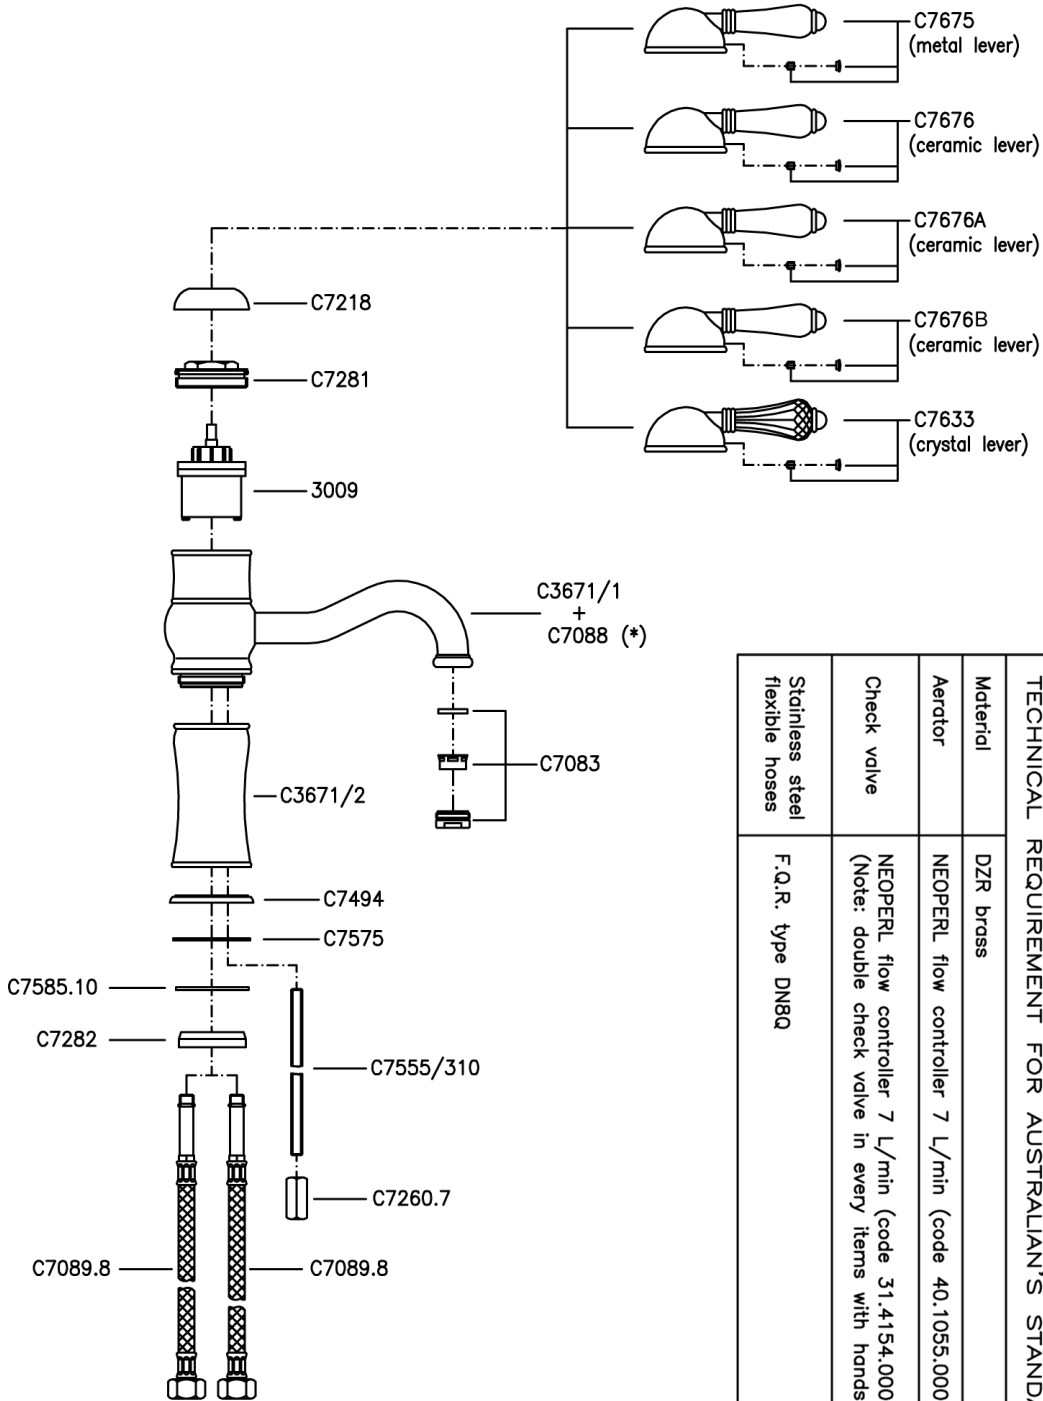 C7675
(metal lever)
C7676
(ceramic lever)
C7676A
(ceramic lever)
C7676B
(ceramic lever)
C7633
(crystal lever)
C7218
C7281
3009
C3671/1
+
C7088 (*)
C7083
C3671/2
C7494
C7575
C7585.10
C7282
C7555/310
C7260.7
C7089.8
C7089.8
TECHNICAL REQUIREMENT FOR AUSTRALIAN'S
Material
DZR brass
Aerator
NEOPERL flow controller 7 L/min (code 40.1055.000
Check valve
NEOPERL flow controller 7 L/min (code 31.4154.000
(Note: double check valve in every items with hands
Stainless steel
flexible hoses
F.Q.R. type DN8Q